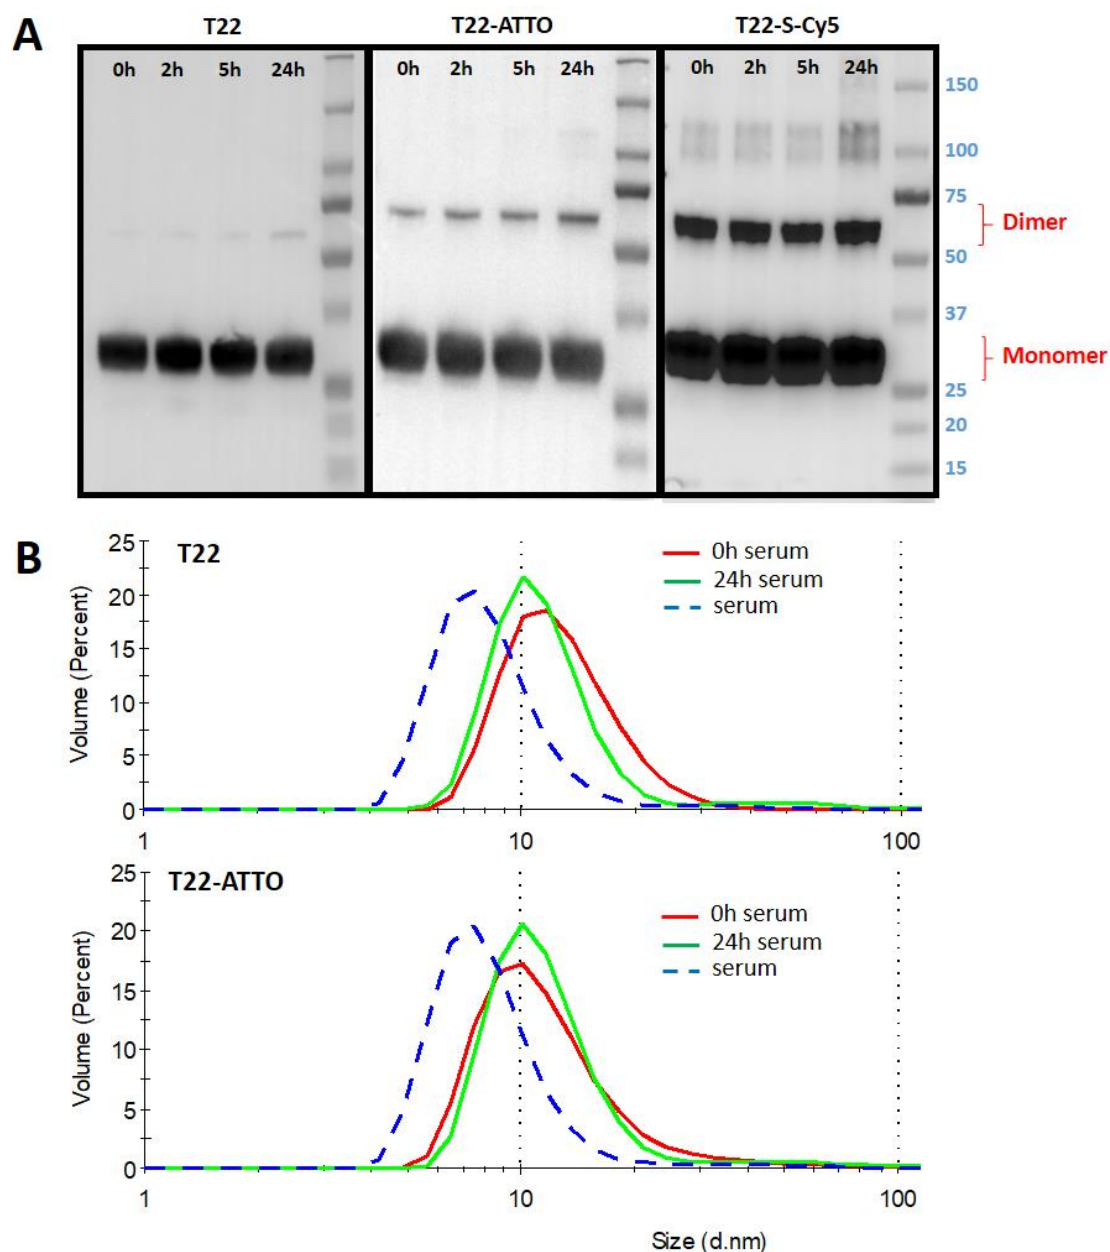 A
T22
T22-ATTO
T22-S-Cy5
0h 2h 5h 24h
0h 2h 5h 24h
0h 2h 5h 24h
150
100
75
Dimer
50
37
Monomer
25
20
15
B
T22
0h serum
24h serum
serum
Volume (Percent)
25
20
15
10
5
0
1
10
100
T22-ATTO
0h serum
24h serum
serum
Volume (Percent)
25
20
15
10
5
0
1
10
100
Size (d.nm)